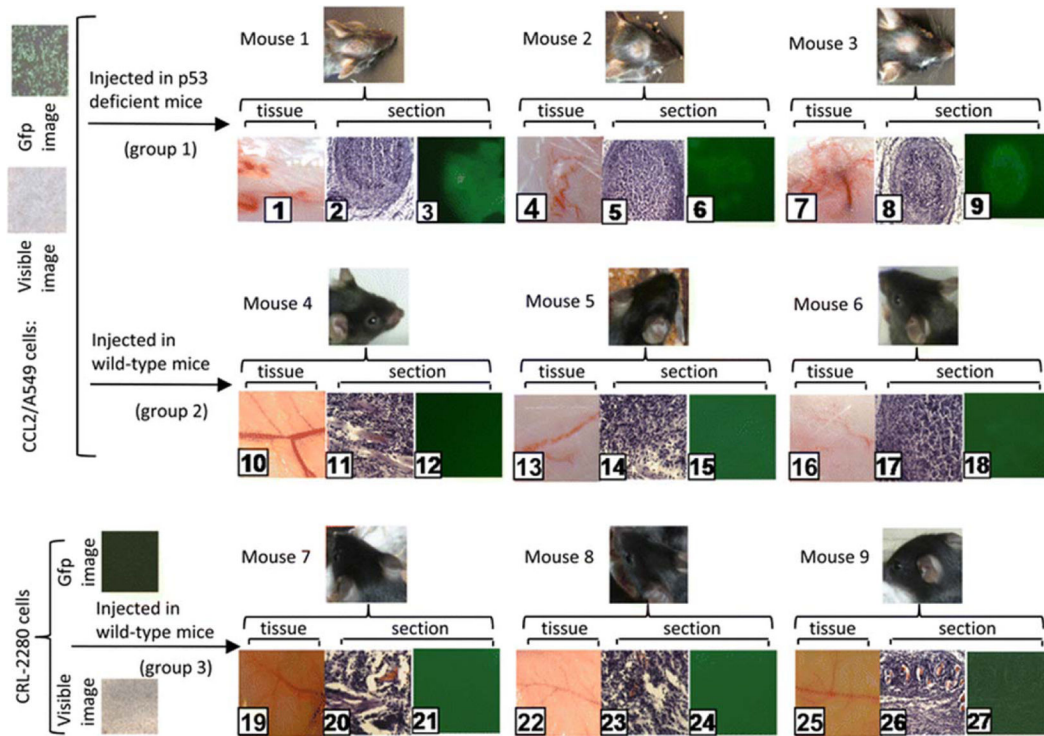 Gfp
image
Visible
image
CCL2/A549 cells:
Injected in p53
deficient mice
(group 1)
Mouse 1
Mouse 2
Mouse 3
tissue section
tissue section
tissue section
1 2 3
4 5 6
7 8 9
Injected in
wild-type mice
(group 2)
Mouse 4
Mouse 5
Mouse 6
tissue section
tissue section
tissue section
10 11 12
13 14 15
16 17 18
CRL-2280 cells
Gfp
image
Visible
image
Injected in
wild-type mice
(group 3)
Mouse 7
Mouse 8
Mouse 9
tissue section
tissue section
tissue section
19 20 21
22 23 24
25 26 27